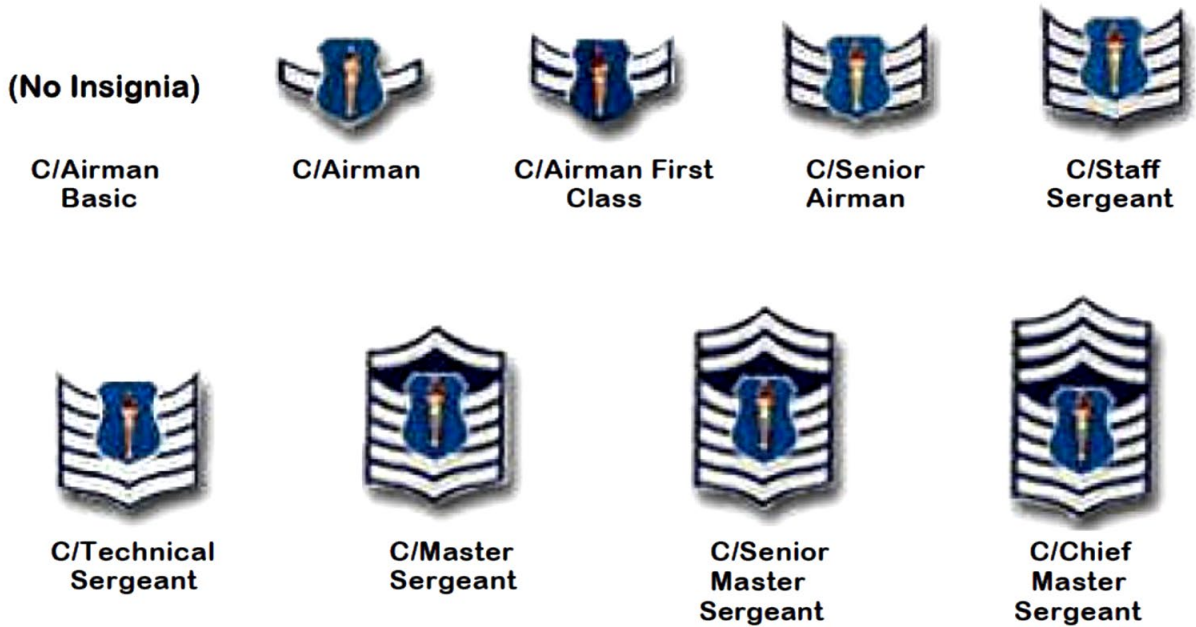 (No Insignia)
C/Airman
Basic
C/Airman
C/Airman First
Class
C/Senior
Airman
C/Staff
Sergeant
C/Technical
Sergeant
C/Master
Sergeant
C/Senior
Master
Sergeant
C/Chief
Master
Sergeant